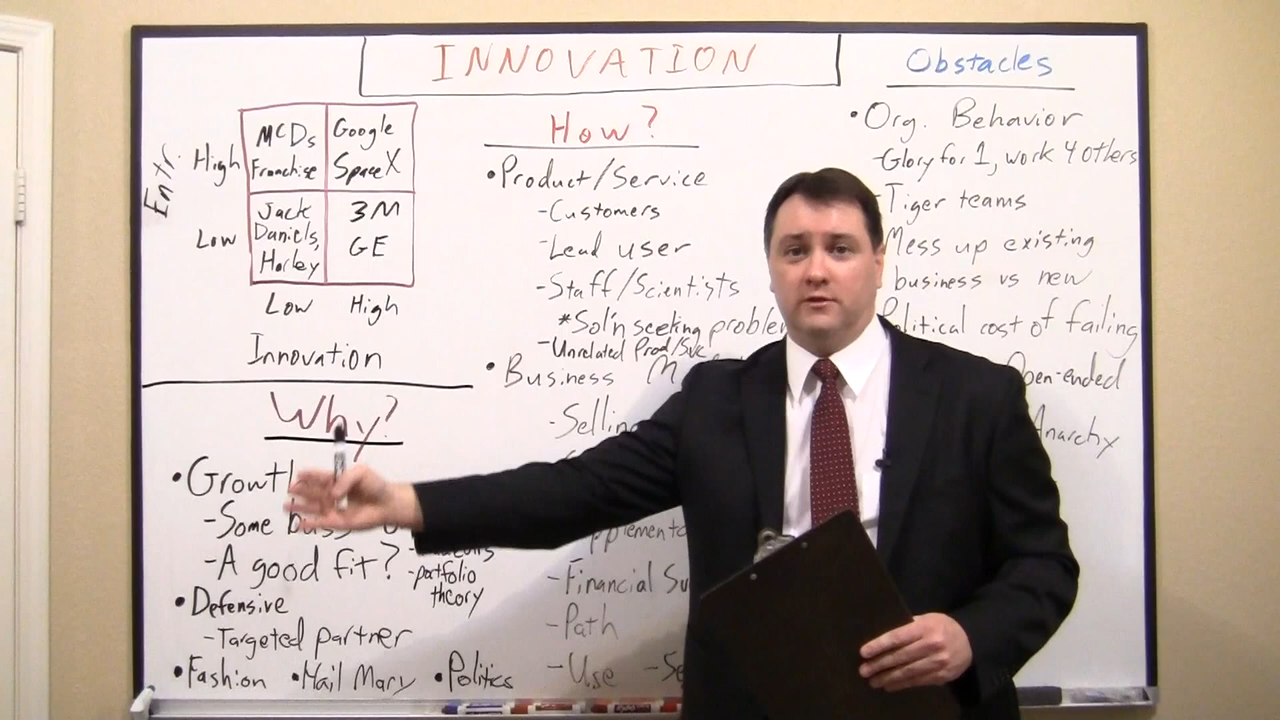 INNOVATION
Entr.
High
MCDs
Franchise
Google
SpaceX
Low
Jack
Daniels,
Harley
3M
GE
Low High
Innovation
Why?
• Growth
- Some
- A good fit?
- portfolio
theory
• Defensive
- Targeted partner
• Fashion • Hail Mary • Politics
How?
• Product/Service
- Customers
- Lead user
- Staff/Scientists
* Sol'n seeking problem
- Unrelated Prod/Svc
• Business
- Financial
- Path
- Use
Obstacles
• Org. Behavior
- Glory for 1, work 4 others
- Tiger teams
Mess up existing
business vs new
Political cost of failing
Open-ended
Anarchy